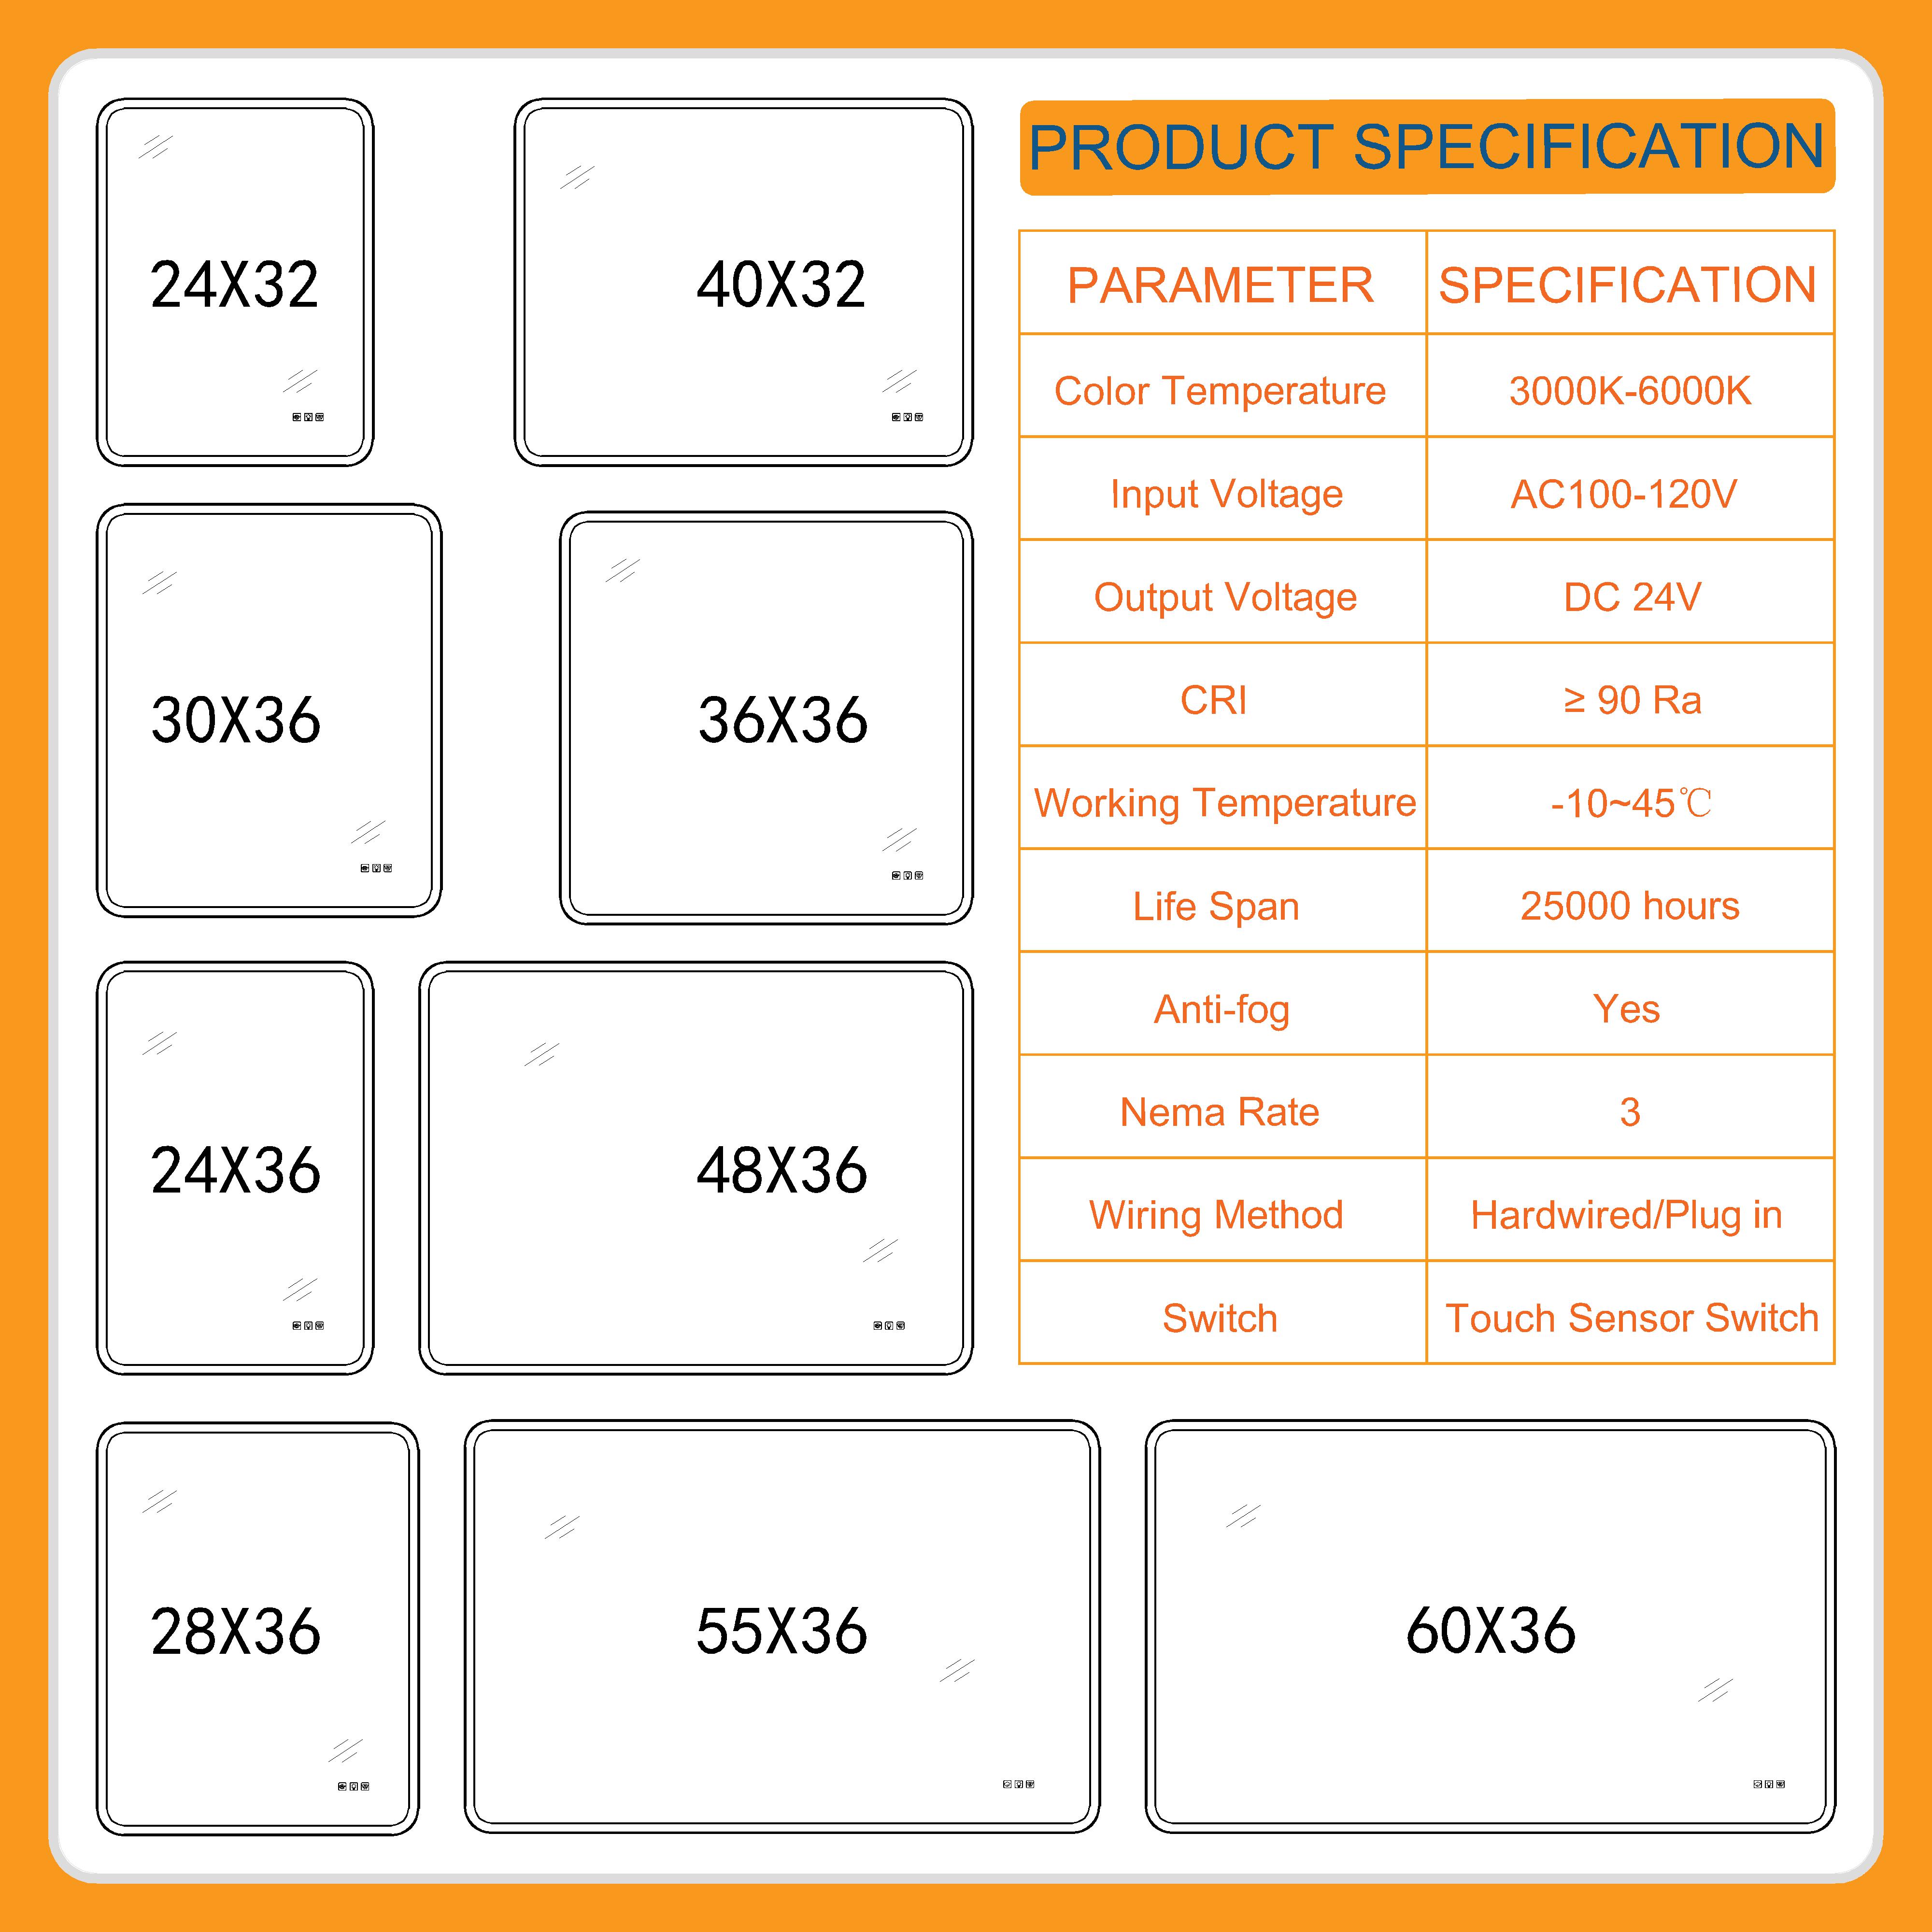 24X32
40X32
30X36
36X36
24X36
48X36
28X36
55X36
60X36
PRODUCT SPECIFICATION
PARAMETER SPECIFICATION
Color Temperature 3000K-6000K
Input Voltage AC100-120V
Output Voltage DC 24V
CRI ≥ 90 Ra
Working Temperature -10~45℃
Life Span 25000 hours
Anti-fog Yes
Nema Rate 3
Wiring Method Hardwired/Plug in
Switch Touch Sensor Switch